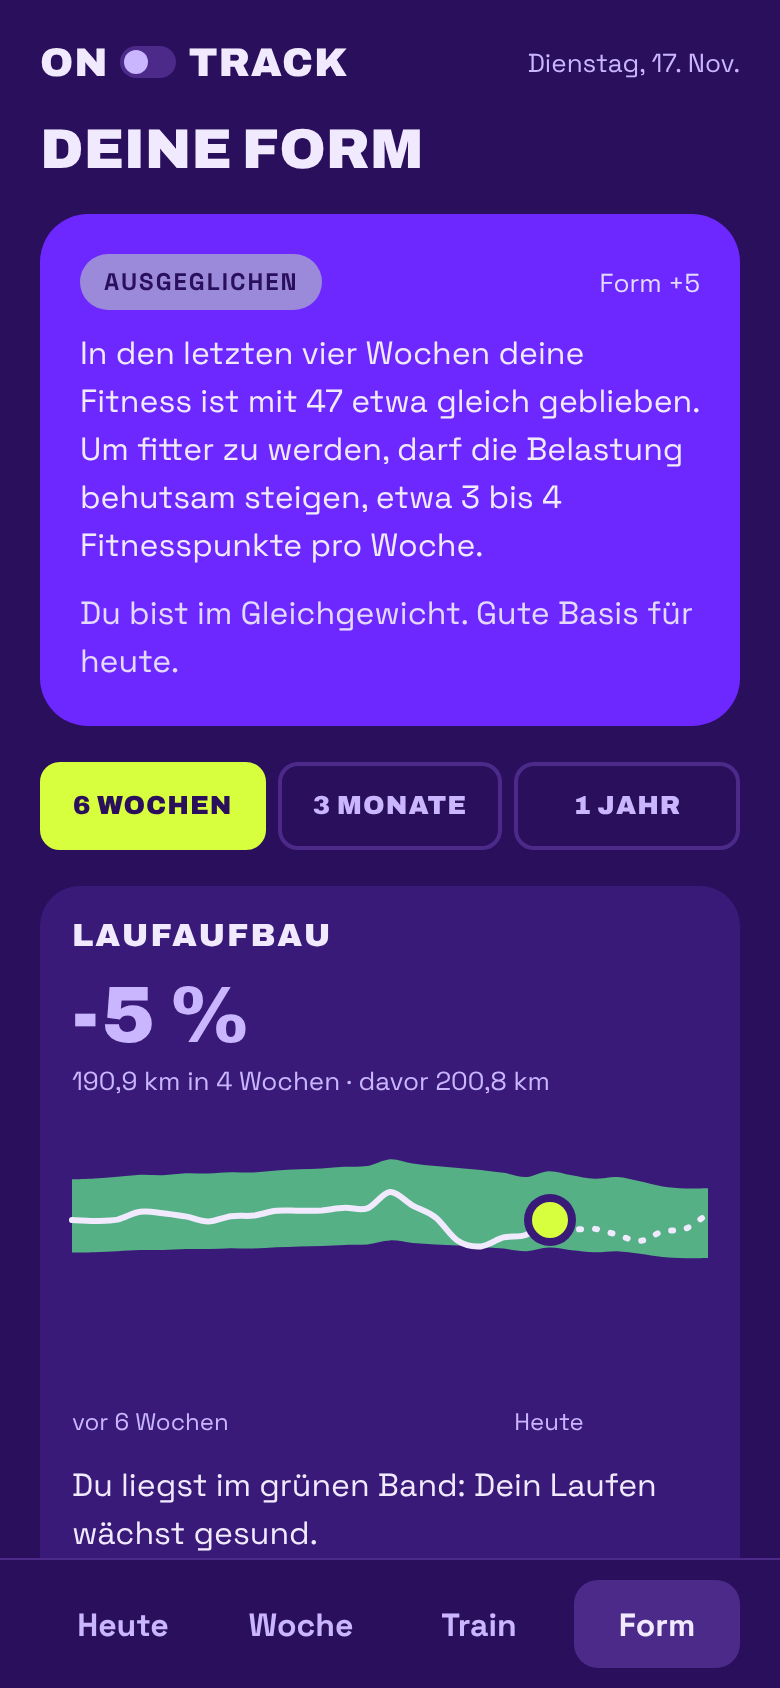 ON TRACK
Dienstag, 17. Nov.
DEINE FORM
AUSGEGLICHEN
Form +5
In den letzten vier Wochen deine
Fitness ist mit 47 etwa gleich geblieben.
Um fitter zu werden, darf die Belastung
behutsam steigen, etwa 3 bis 4
Fitnesspunkte pro Woche.
Du bist im Gleichgewicht. Gute Basis für
heute.
6 WOCHEN
3 MONATE
1 JAHR
LAUFAUFBAU
-5 %
190,9 km in 4 Wochen · davor 200,8 km
vor 6 Wochen
Heute
Du liegst im grünen Band: Dein Laufen
wächst gesund.
Heute
Woche
Train
Form